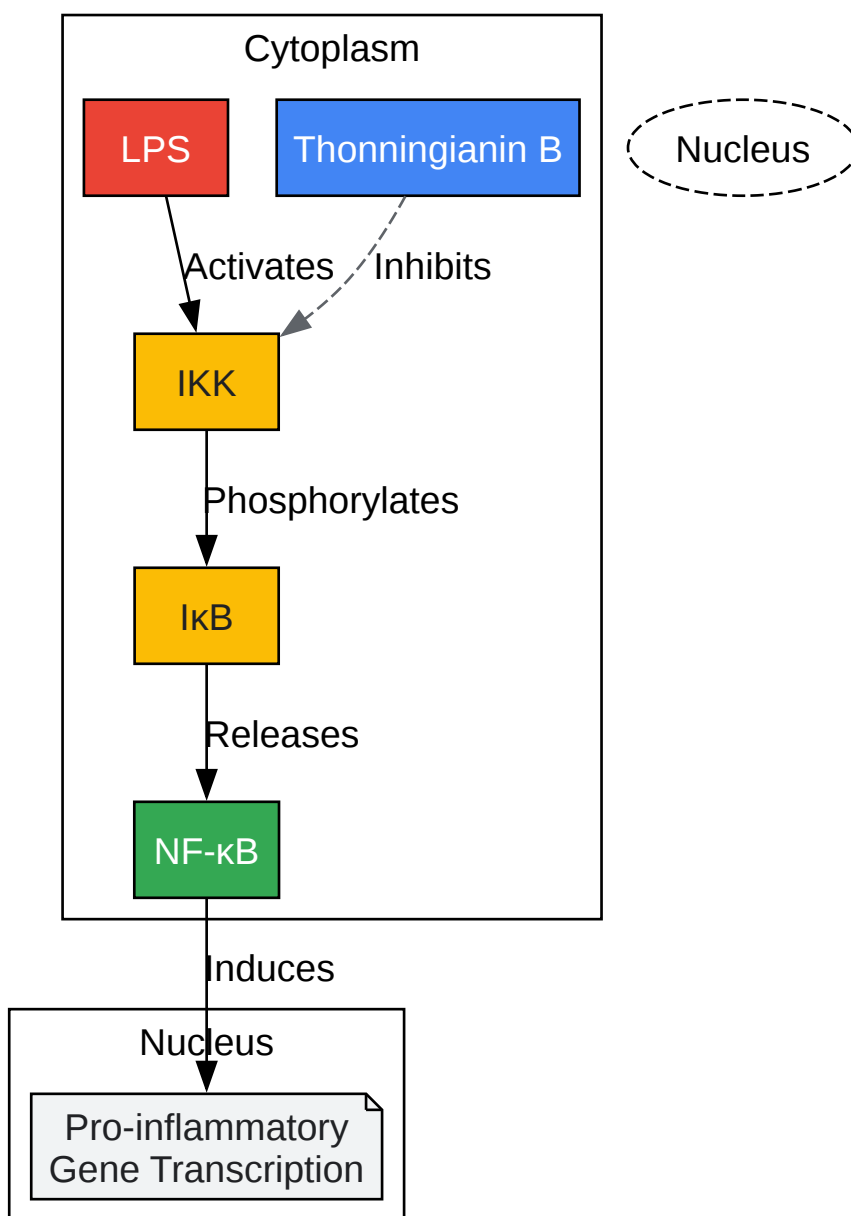 Cytoplasm
LPS
Thonningianin B
Nucleus
Activates
Inhibits
IKK
Phosphorylates
IκB
Releases
NF-κB
Induces
Nucleus
Pro-inflammatory
Gene Transcription